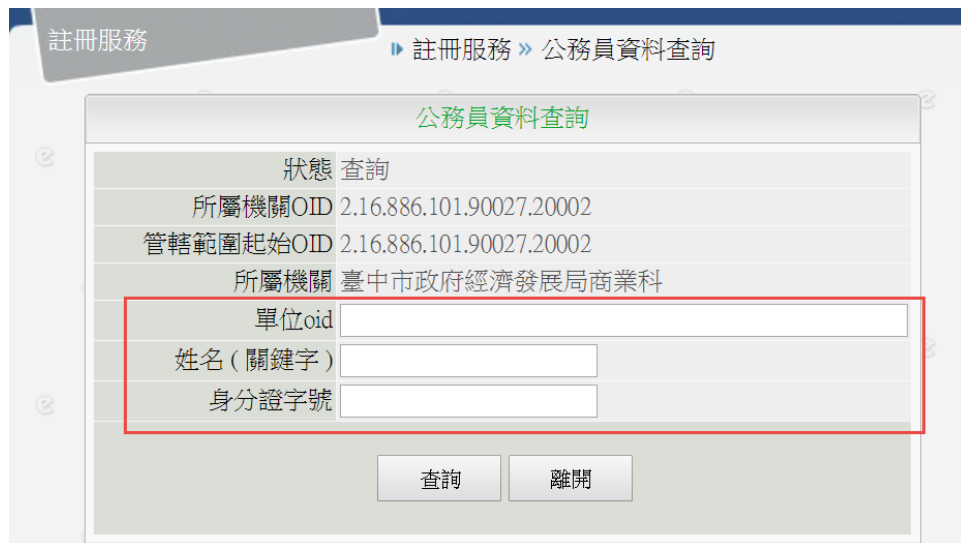 註冊服務
註冊服務 » 公務員資料查詢
公務員資料查詢
狀態 查詢
所屬機關OID 2.16.886.101.90027.20002
管轄範圍起始OID 2.16.886.101.90027.20002
所屬機關 臺中市政府經濟發展局商業科
單位oid
姓名 ( 關鍵字 )
身分證字號
查詢 離開